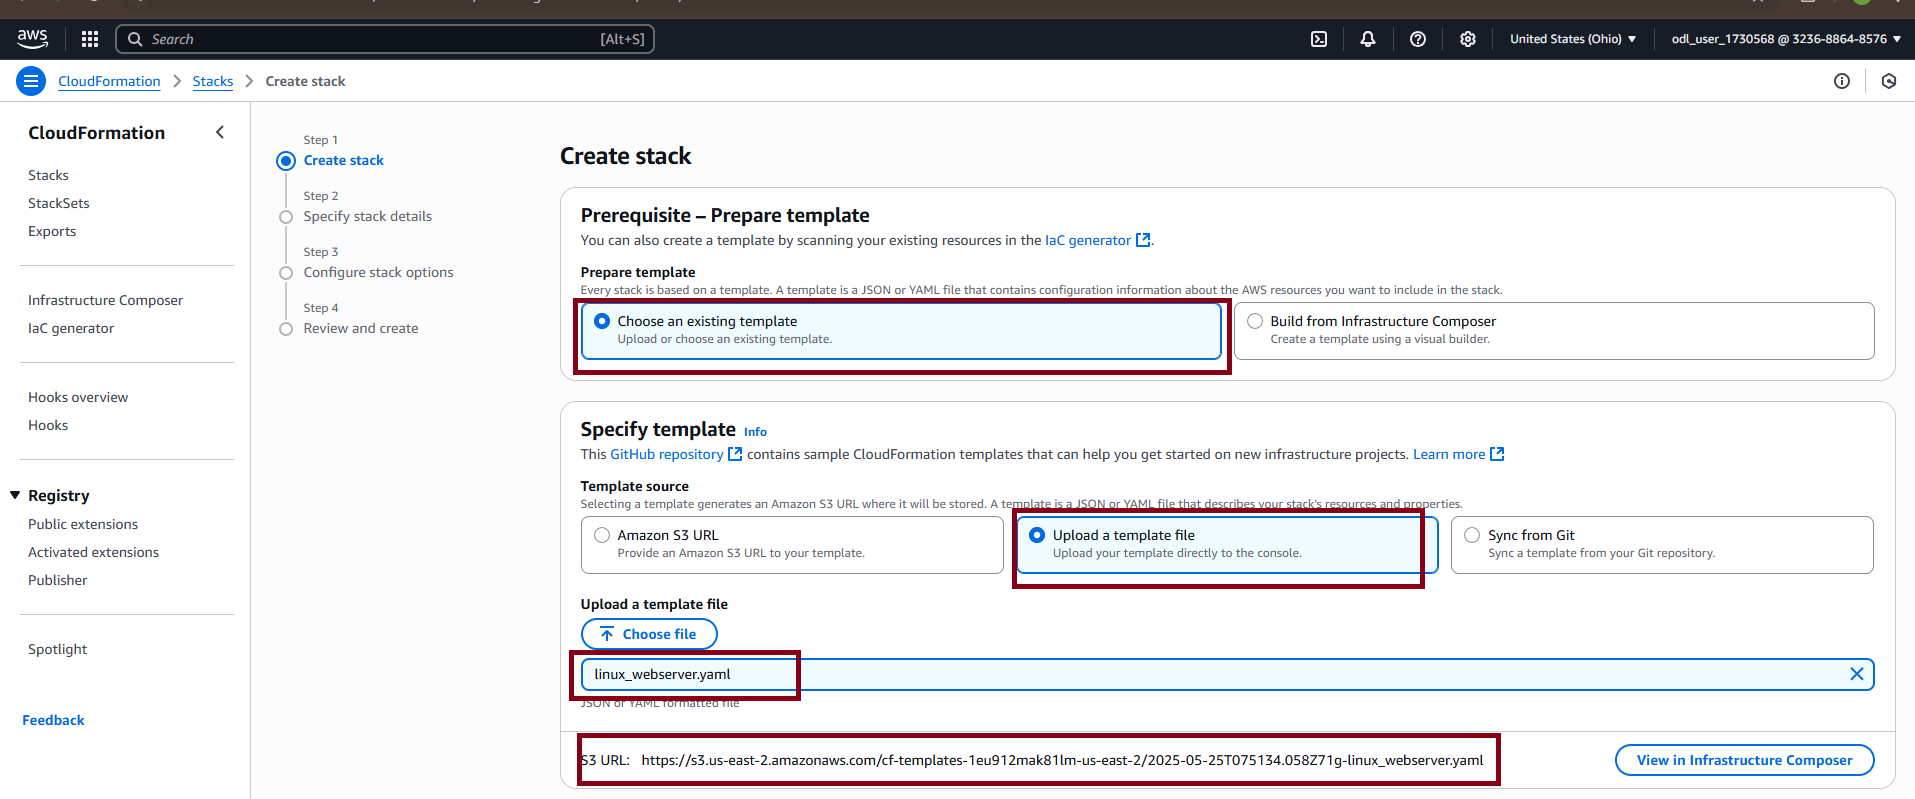 aws
Search
[Alt+S]
United States (Ohio)
odl_user_1730568 @ 3236-8864-8576
CloudFormation
Stacks
Create stack
CloudFormation
Stacks
StackSets
Exports
Infrastructure Composer
IaC generator
Hooks overview
Hooks
Registry
Public extensions
Activated extensions
Publisher
Spotlight
Feedback
Step 1
Create stack
Step 2
Specify stack details
Step 3
Configure stack options
Step 4
Review and create
Create stack
Prerequisite – Prepare template
You can also create a template by scanning your existing resources in the IaC generator.
Prepare template
Every stack is based on a template. A template is a JSON or YAML file that contains configuration information about the AWS resources you want to include in the stack.
Choose an existing template
Upload or choose an existing template.
Build from Infrastructure Composer
Create a template using a visual builder.
Specify template Info
This GitHub repository contains sample CloudFormation templates that can help you get started on new infrastructure projects. Learn more
Template source
Selecting a template generates an Amazon S3 URL where it will be stored. A template is a JSON or YAML file that describes your stack's resources and properties.
Amazon S3 URL
Provide an Amazon S3 URL to your template.
Upload a template file
Upload your template directly to the console.
Sync from Git
Sync a template from your Git repository.
Upload a template file
Choose file
linux_webserver.yaml
JSON or YAML formatted file
S3 URL: https://s3.us-east-2.amazonaws.com/cf-templates-1eu912mak81lm-us-east-2/2025-05-25T075134.058Z71g-linux_webserver.yaml
View in Infrastructure Composer